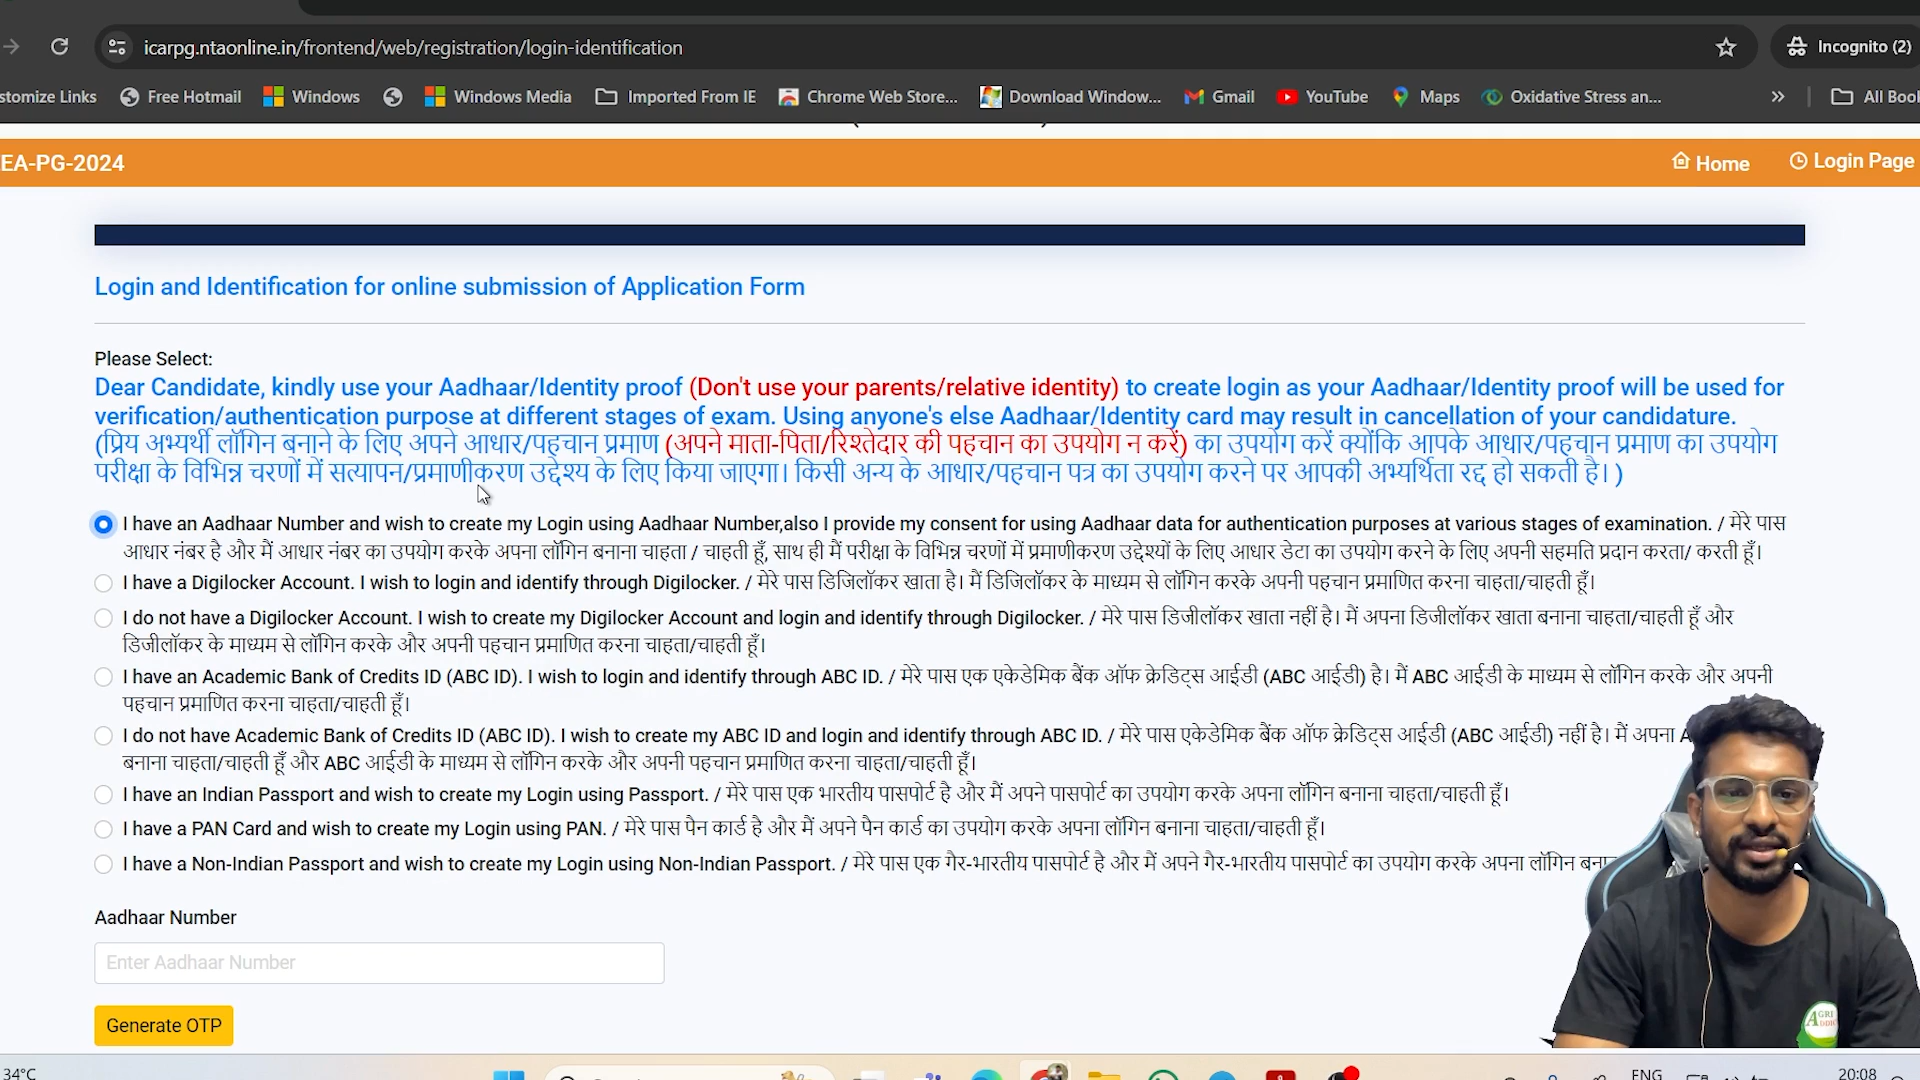 icarpg.ntaonline.in/frontend/web/registration/login-identification
Incognito (2)
stomize Links Free Hotmail Windows Windows Media Imported From IE Chrome Web Store... Download Window... Gmail YouTube Maps Oxidative Stress an... » All Bool
EA-PG-2024 Home Login Page
Login and Identification for online submission of Application Form
Please Select:
Dear Candidate, kindly use your Aadhaar/Identity proof (Don't use your parents/relative identity) to create login as your Aadhaar/Identity proof will be used for
verification/authentication purpose at different stages of exam. Using anyone's else Aadhaar/Identity card may result in cancellation of your candidature.
(प्रिय अभ्यर्थी लॉगिन बनाने के लिए अपने आधार/पहचान प्रमाण (अपने माता-पिता/रिश्तेदार की पहचान का उपयोग न करें) का उपयोग करें क्योंकि आपके आधार/पहचान प्रमाण का उपयोग
परीक्षा के विभिन्न चरणों में सत्यापन/प्रमाणीकरण उद्देश्य के लिए किया जाएगा। किसी अन्य के आधार/पहचान पत्र का उपयोग करने पर आपकी अभ्यर्थिता रद्द हो सकती है। )
I have an Aadhaar Number and wish to create my Login using Aadhaar Number,also I provide my consent for using Aadhaar data for authentication purposes at various stages of examination. / मेरे पास
आधार नंबर है और मैं आधार नंबर का उपयोग करके अपना लॉगिन बनाना चाहता / चाहती हूँ, साथ ही मैं परीक्षा के विभिन्न चरणों में प्रमाणीकरण उद्देश्यों के लिए आधार डेटा का उपयोग करने के लिए अपनी सहमति प्रदान करता/ करती हूँ।
I have a Digilocker Account. I wish to login and identify through Digilocker. / मेरे पास डिजिलॉकर खाता है। मैं डिजिलॉकर के माध्यम से लॉगिन करके अपनी पहचान प्रमाणित करना चाहता/चाहती हूँ।
I do not have a Digilocker Account. I wish to create my Digilocker Account and login and identify through Digilocker. / मेरे पास डिजीलॉकर खाता नहीं है। मैं अपना डिजीलॉकर खाता बनाना चाहता/चाहती हूँ और
डिजीलॉकर के माध्यम से लॉगिन करके और अपनी पहचान प्रमाणित करना चाहता/चाहती हूँ।
I have an Academic Bank of Credits ID (ABC ID). I wish to login and identify through ABC ID. / मेरे पास एक एकेडेमिक बैंक ऑफ क्रेडिट्स आईडी (ABC आईडी) है। मैं ABC आईडी के माध्यम से लॉगिन करके और अपनी
पहचान प्रमाणित करना चाहता/चाहती हूँ।
I do not have Academic Bank of Credits ID (ABC ID). I wish to create my ABC ID and login and identify through ABC ID. / मेरे पास एकेडेमिक बैंक ऑफ क्रेडिट्स आईडी (ABC आईडी) नहीं है। मैं अपना A
बनाना चाहता/चाहती हूँ और ABC आईडी के माध्यम से लॉगिन करके और अपनी पहचान प्रमाणित करना चाहता/चाहती हूँ।
I have an Indian Passport and wish to create my Login using Passport. / मेरे पास एक भारतीय पासपोर्ट है और मैं अपने पासपोर्ट का उपयोग करके अपना लॉगिन बनाना चाहता/चाहती हूँ।
I have a PAN Card and wish to create my Login using PAN. / मेरे पास पैन कार्ड है और मैं अपने पैन कार्ड का उपयोग करके अपना लॉगिन बनाना चाहता/चाहती हूँ।
I have a Non-Indian Passport and wish to create my Login using Non-Indian Passport. / मेरे पास एक गैर-भारतीय पासपोर्ट है और मैं अपने गैर-भारतीय पासपोर्ट का उपयोग करके अपना लॉगिन बना
Aadhaar Number
Enter Aadhaar Number
Generate OTP
AGRI
34°C
ENG
20:08